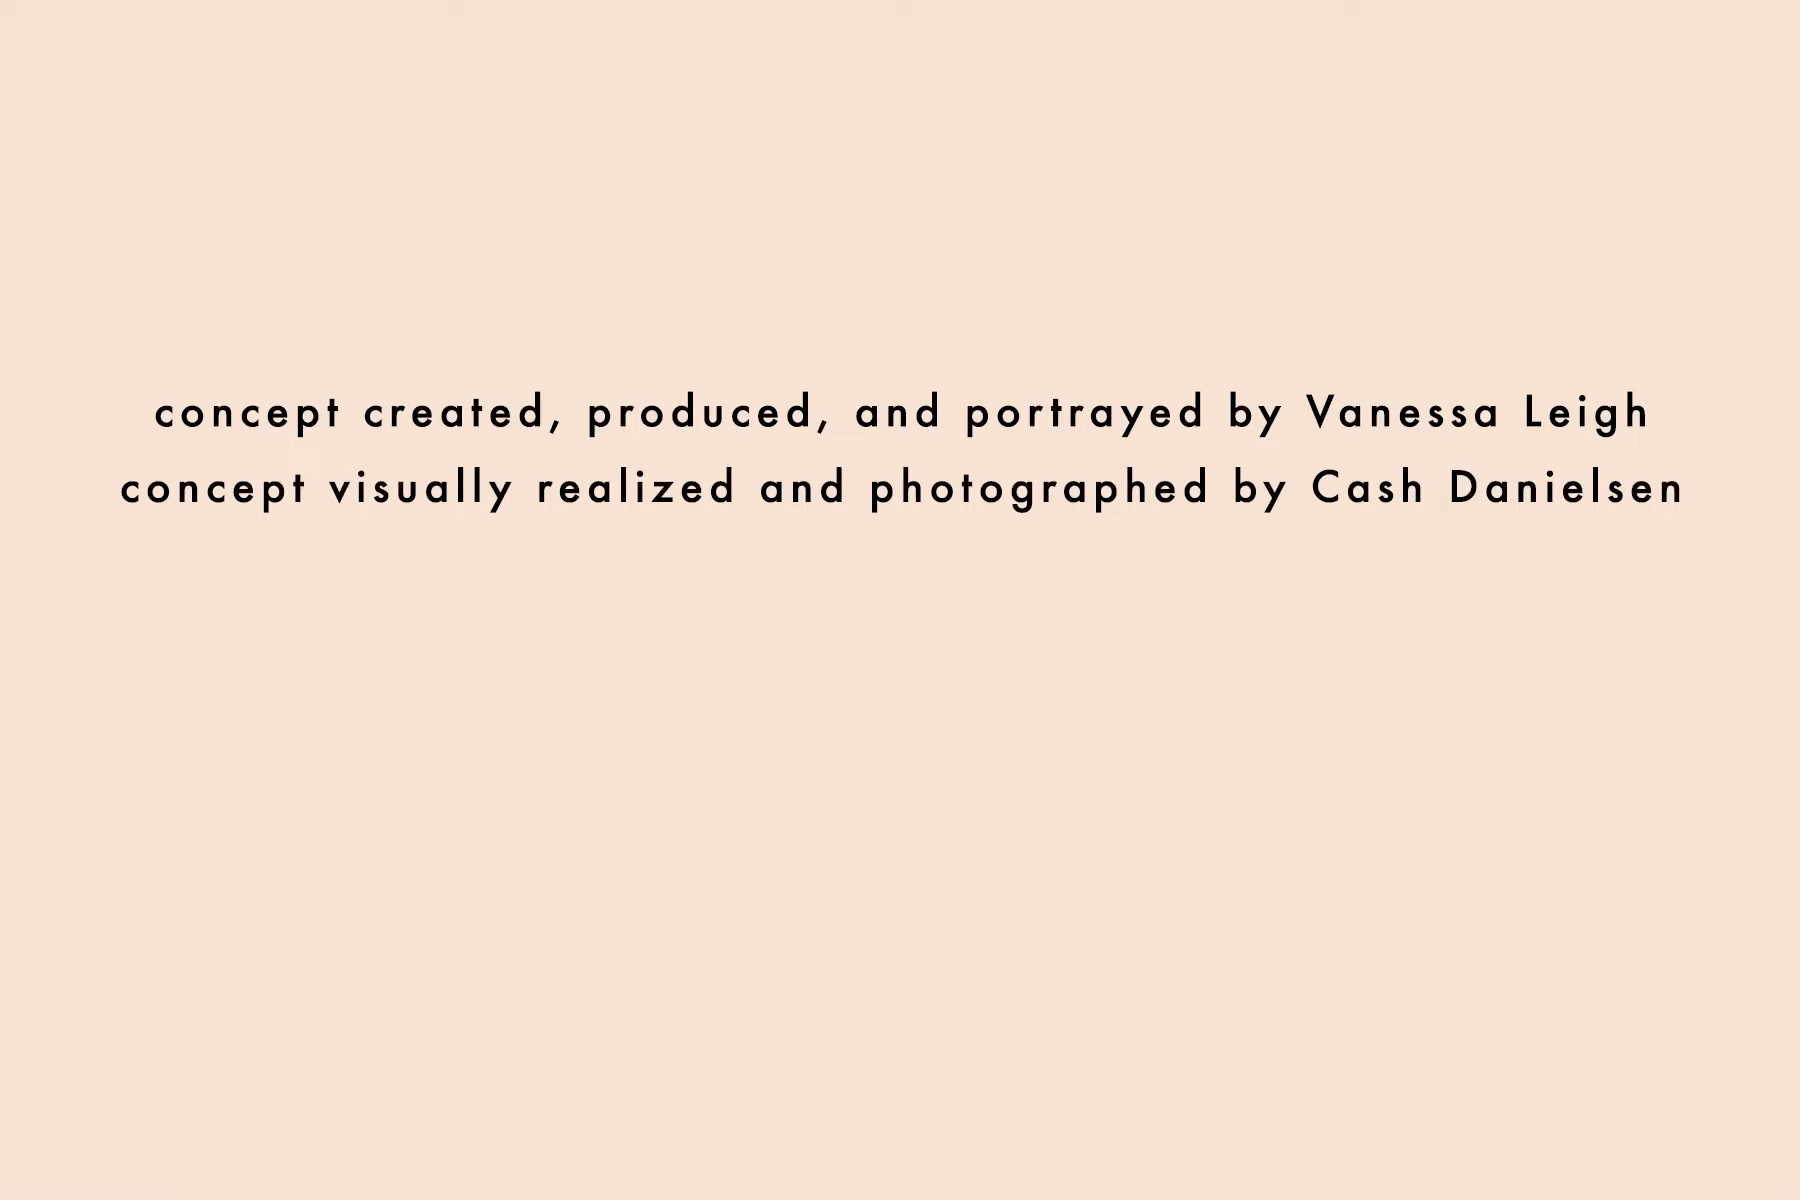 concept created, produced, and portrayed by Vanessa Leigh
concept visually realized and photographed by Cash Danielsen